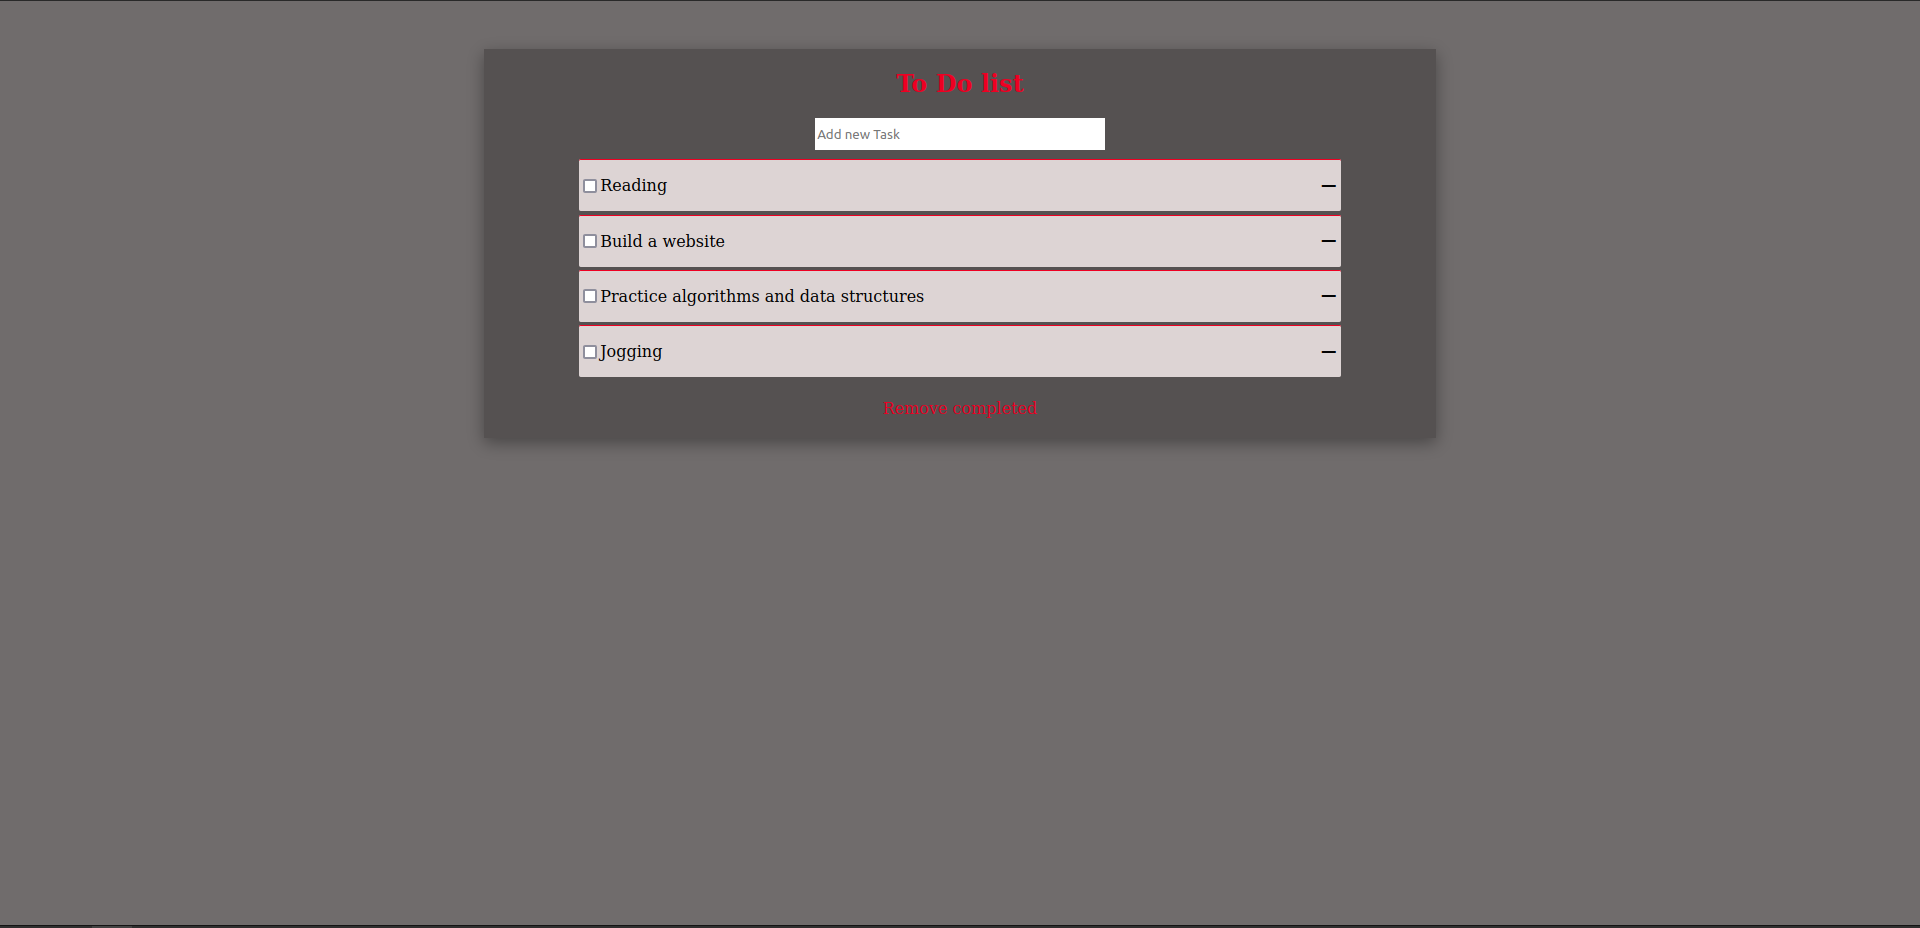 To Do list
Add new Task
Reading
Build a website
Practice algorithms and data structures
Jogging
Remove completed